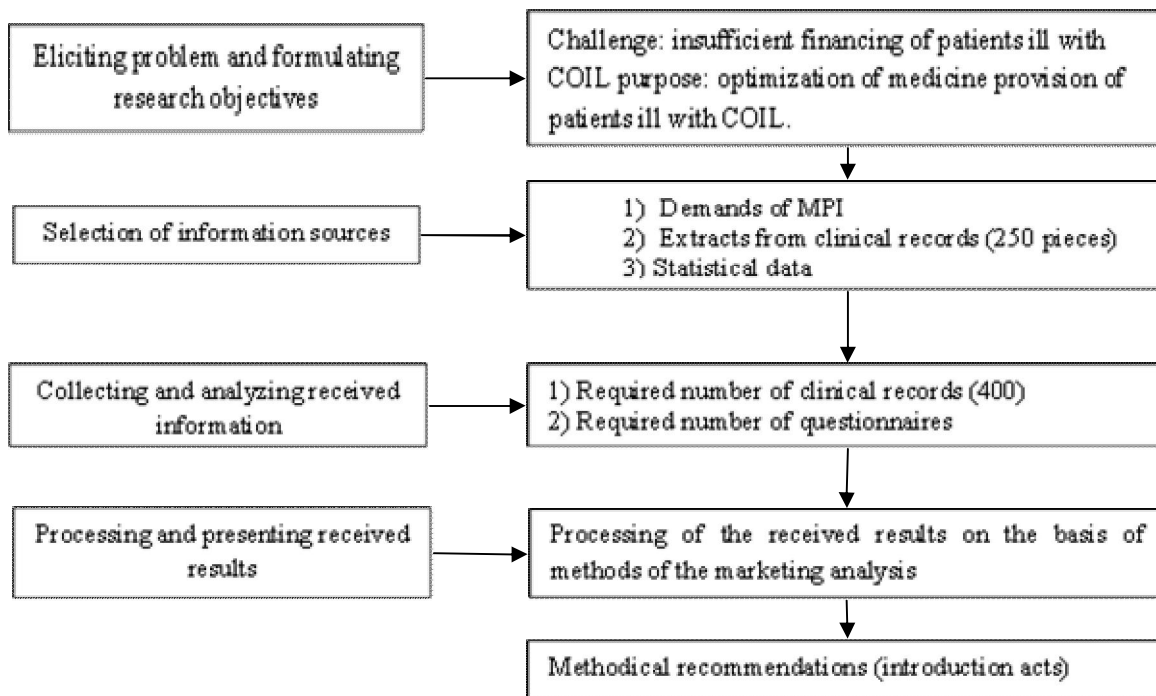 Eliciting problem and formulating
research objectives
Challenge: insufficient financing of patients ill with
COIL purpose: optimization of medicine provision of
patients ill with COIL.
Selection of information sources
1) Demands of MPI
2) Extracts from clinical records (250 pieces)
3) Statistical data
Collecting and analyzing received
information
1) Required number of clinical records (400)
2) Required number of questionnaires
Processing and presenting received
results
Processing of the received results on the basis of
methods of the marketing analysis
Methodical recommendations (introduction acts)